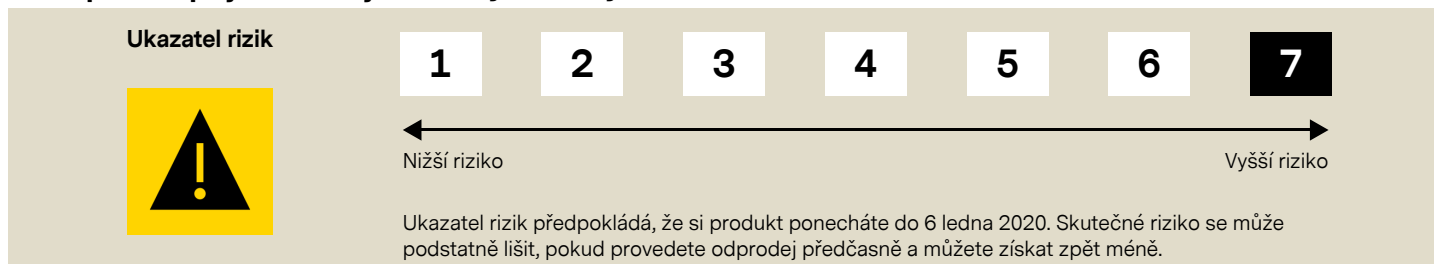 Ukazatel rizik
1 2 3 4 5 6 7
Nižší riziko Vyšší riziko
Ukazatel rizik předpokládá, že si produkt ponecháte do 6 ledna 2020. Skutečné riziko se může
podstatně lišit, pokud provedete odprodej předčasně a můžete získat zpět méně.